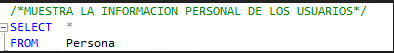 /*MUESTRA LA INFORMACION PERSONAL DE LOS USUARIOS*/
SELECT *
FROM Persona